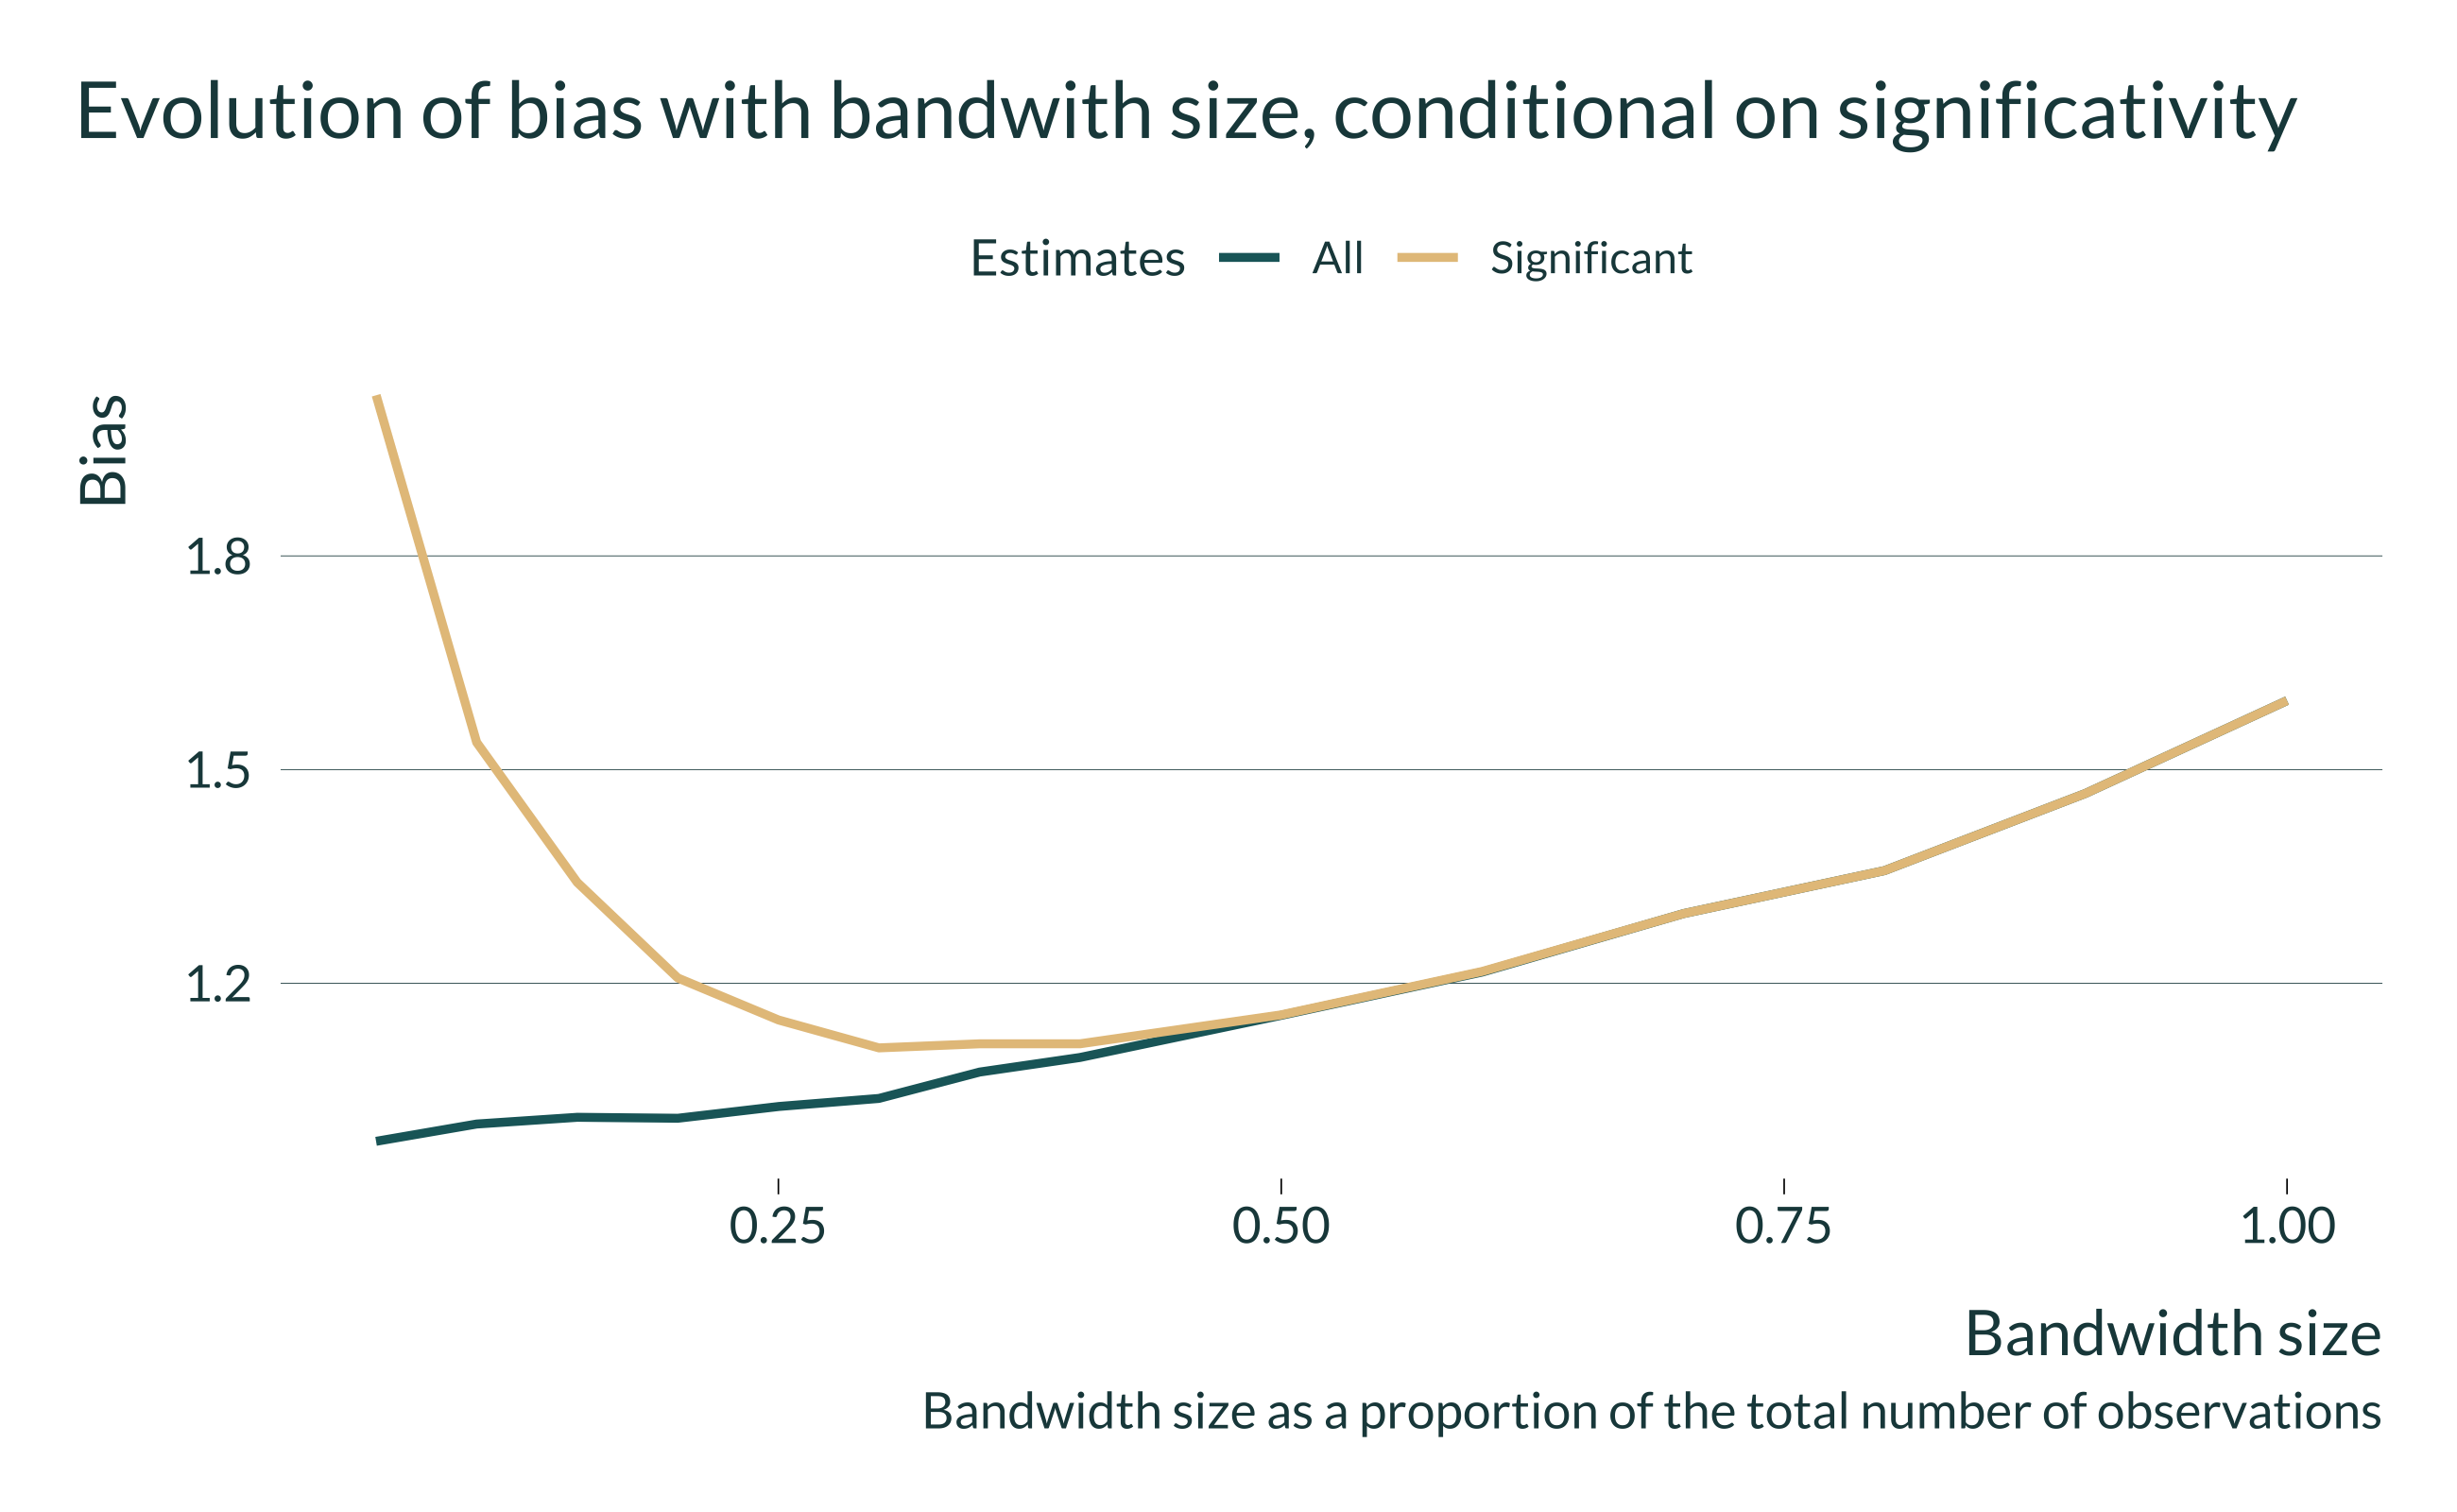 Evolution of bias with bandwith size, conditional on significativity
Estimates All Significant
Bias
1.8
1.5
1.2
0.25 0.50 0.75 1.00
Bandwidth size
Bandwidth size as a proportion of the total number of observations